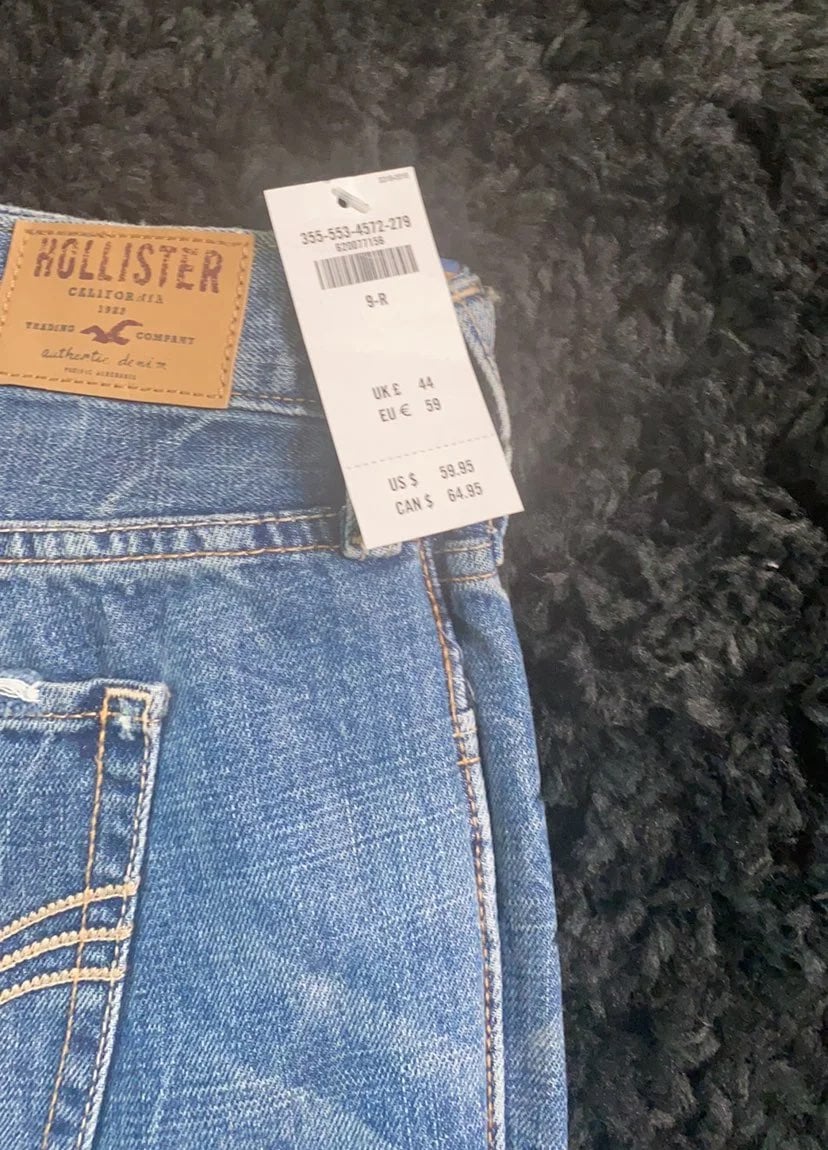 HOLLISTER
CALIFORNIA
1922
TRADING COMPANY
authentic denim
355-553-4572-279
620077156
9-R
UK £ 44
EU € 59
US $ 59.95
CAN $ 64.95